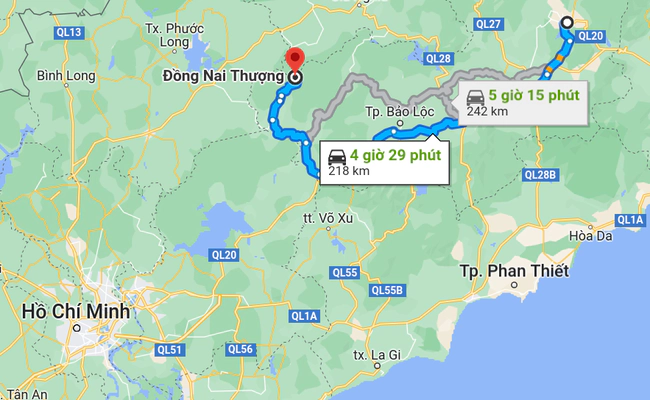 QL13
Tx. Phước
Long
QL27
QL20
QL28
Đồng Nai Thượng
Bình Long
5 giờ 15 phút
242 km
Tp. Bảo Lộc
4 giờ 29 phút
218 km
QL28B
tt. Võ Xu
QL1A
Hòa Da
QL20
QL55
Tp. Phan Thiết
QL55B
Hồ Chí Minh
QL1A
QL51
QL56
tx. La Gi
Tân An